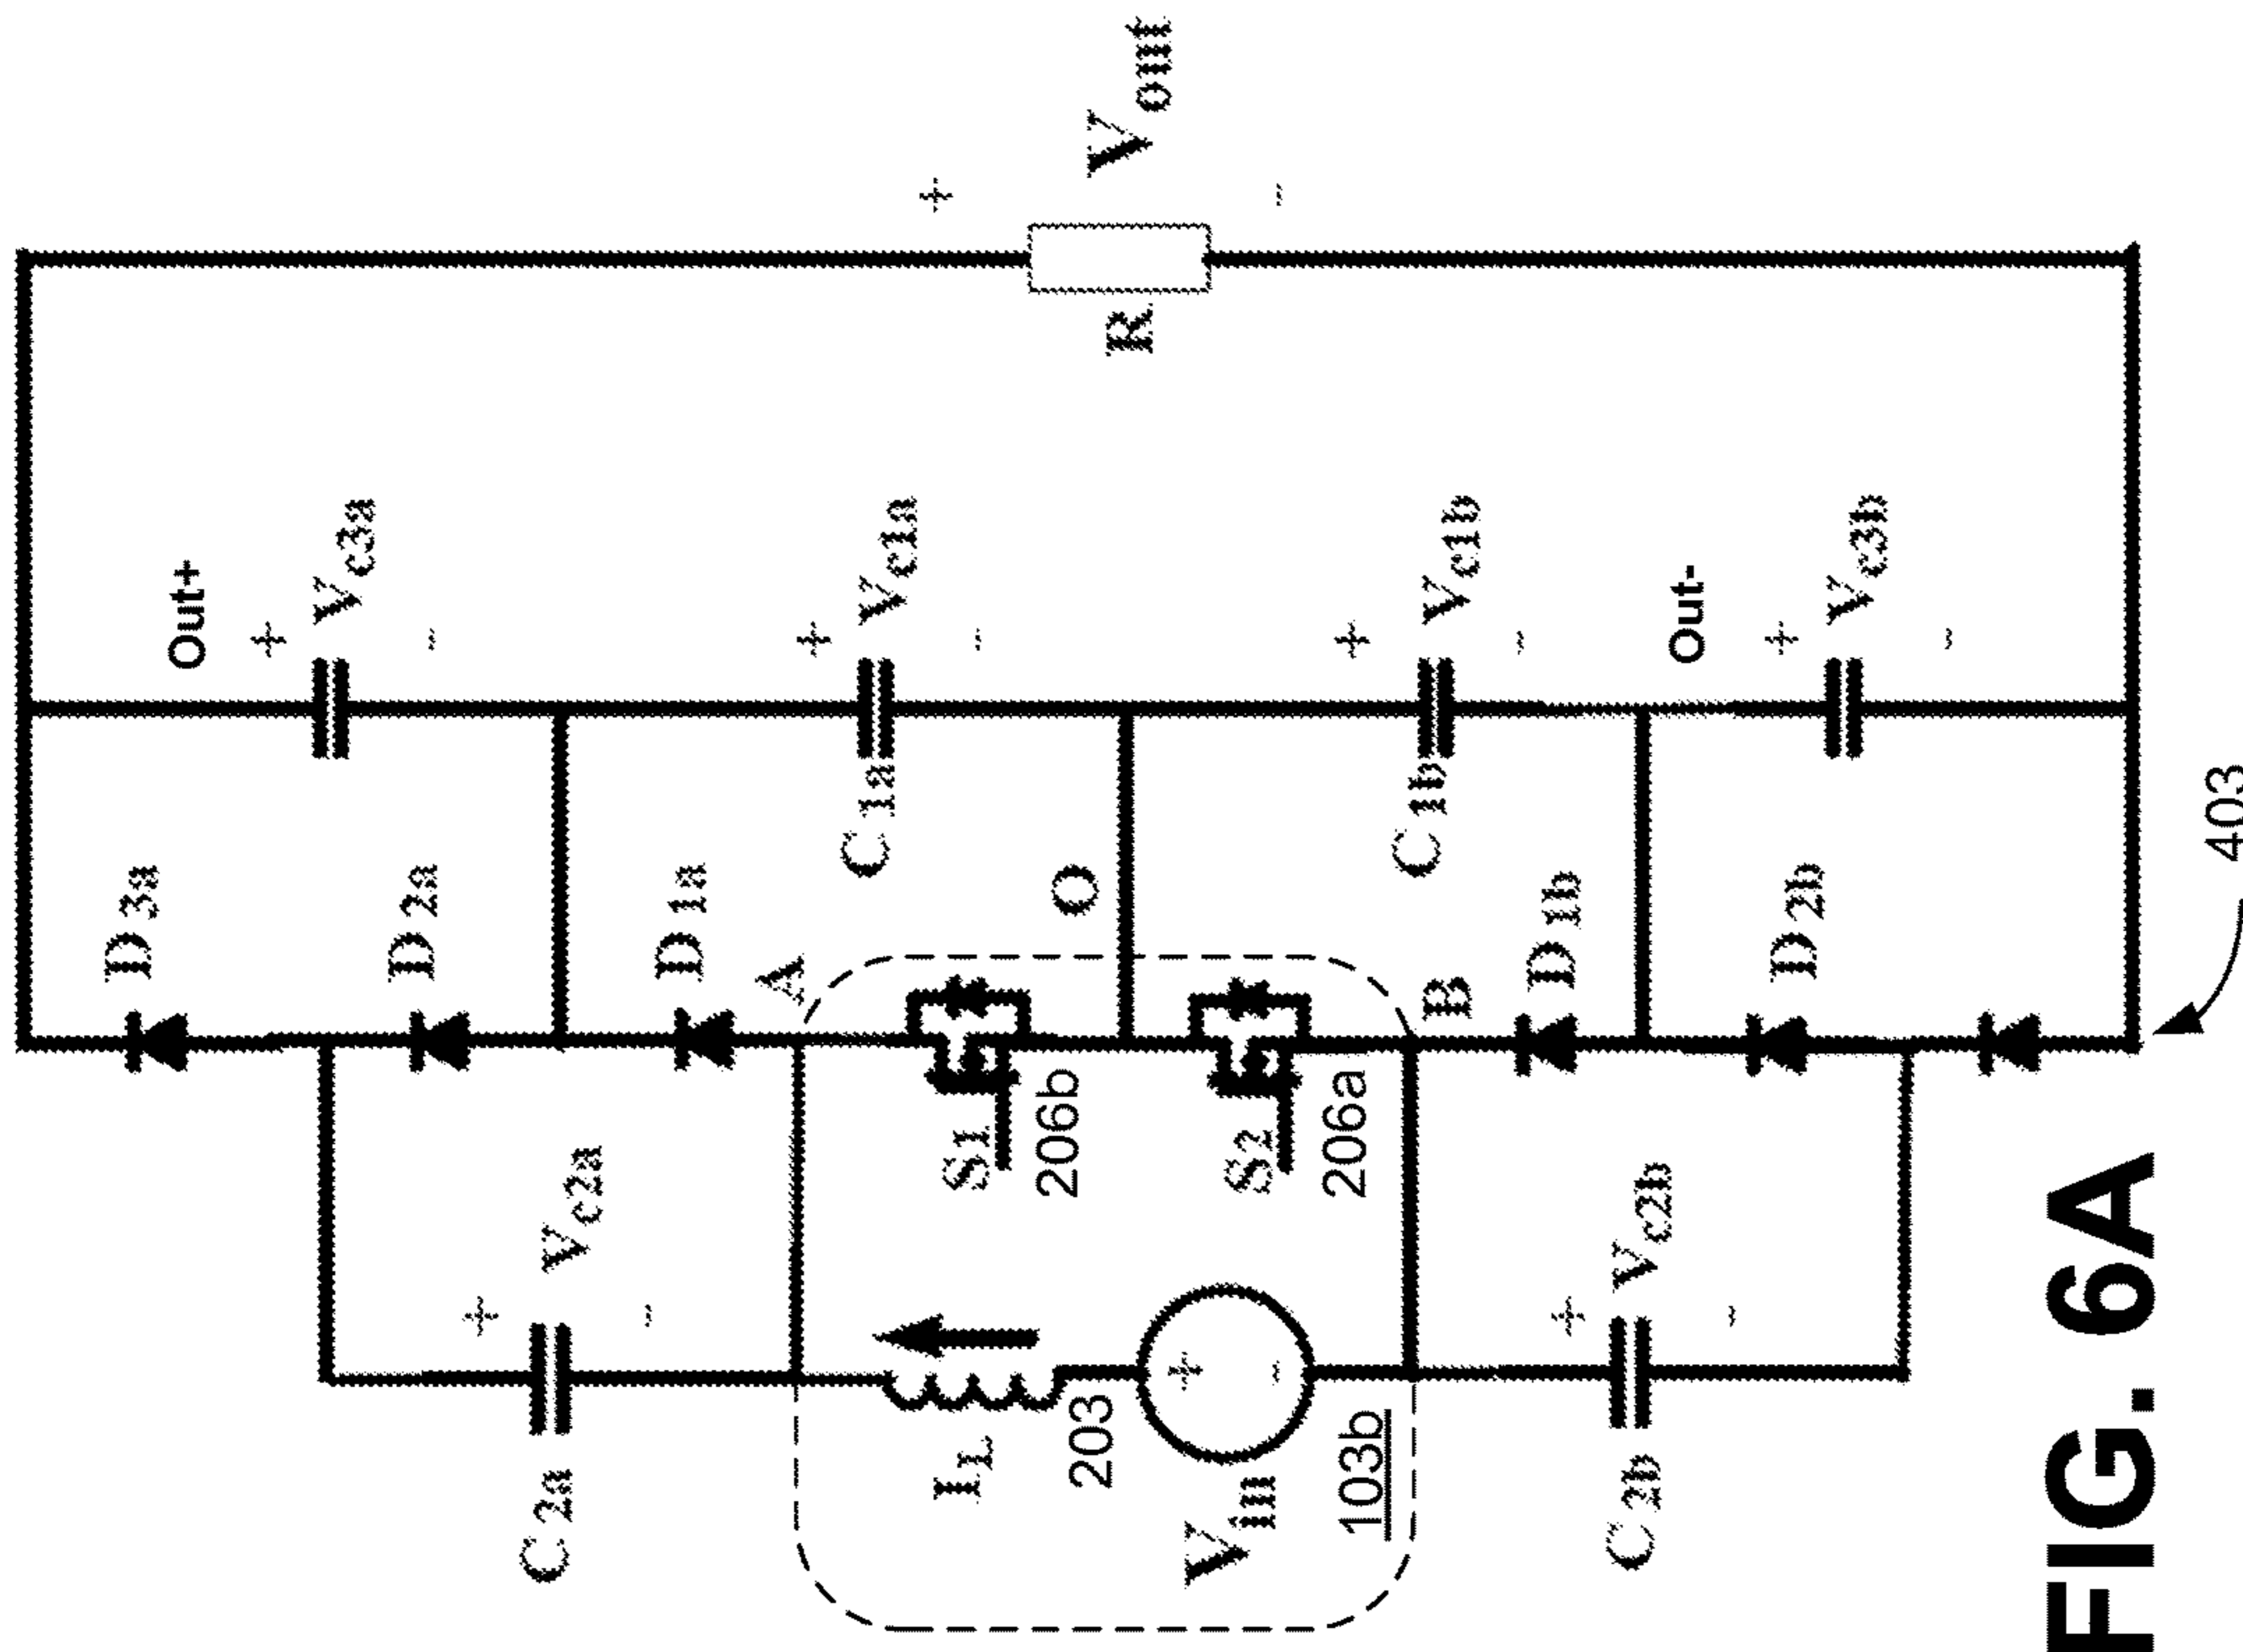 Out+
+
Vc3a
-
D3a
D2a
D1a
A
+
Vc1a
-
C1a
O
+
Vc1b
-
C1b
Out-
+
Vc3b
-
+
Vout
-
R
B
D1b
D2b
S1
206b
S2
206a
C2a
+
Vc2a
-
IL
203
+
-
Vin
103b
C2b
+
Vc2b
-
403
FIG. 6A